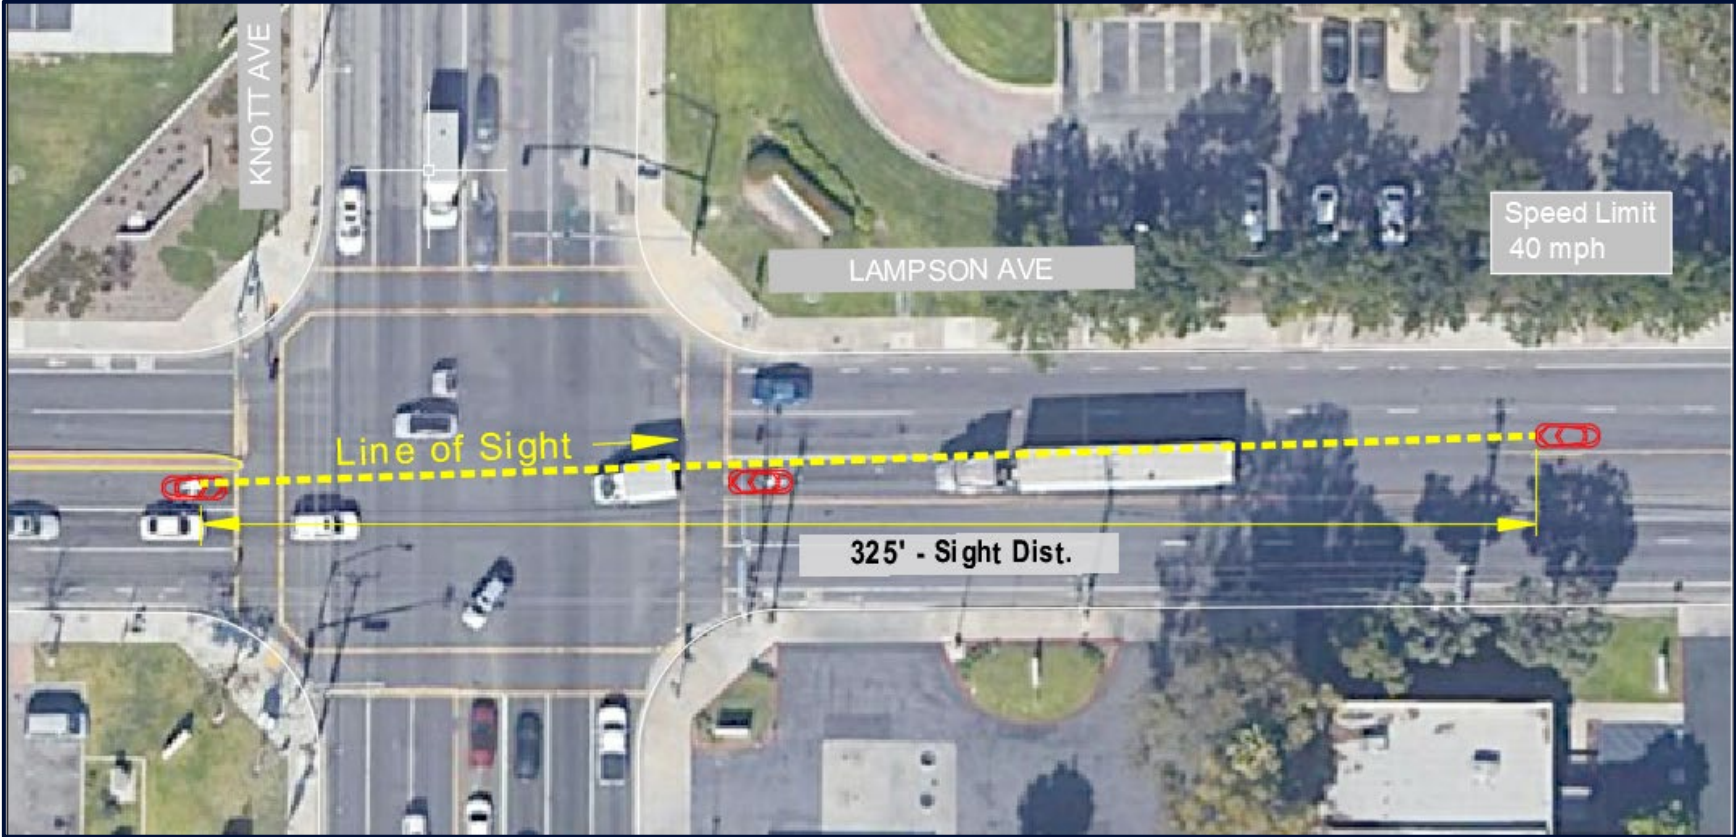 KNOTT AVE
LAMPSON AVE
Speed Limit
40 mph
Line of Sight
325' - Sight Dist.